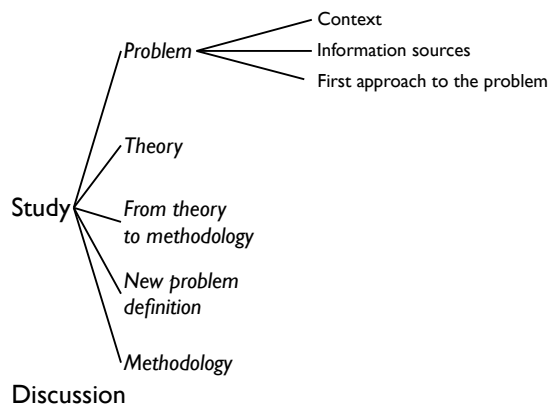 Context
Problem
Information sources
First approach to the problem
Theory
Study
From theory
to methodology
New problem
definition
Methodology
Discussion